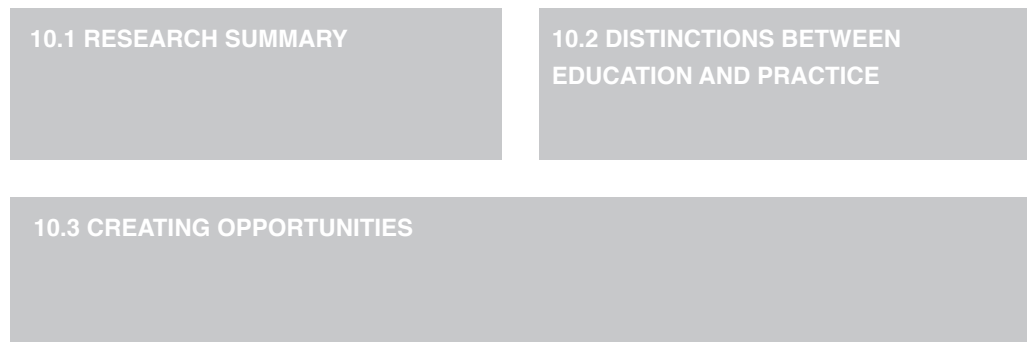 10.1 RESEARCH SUMMARY
10.2 DISTINCTIONS BETWEEN
EDUCATION AND PRACTICE
10.3 CREATING OPPORTUNITIES